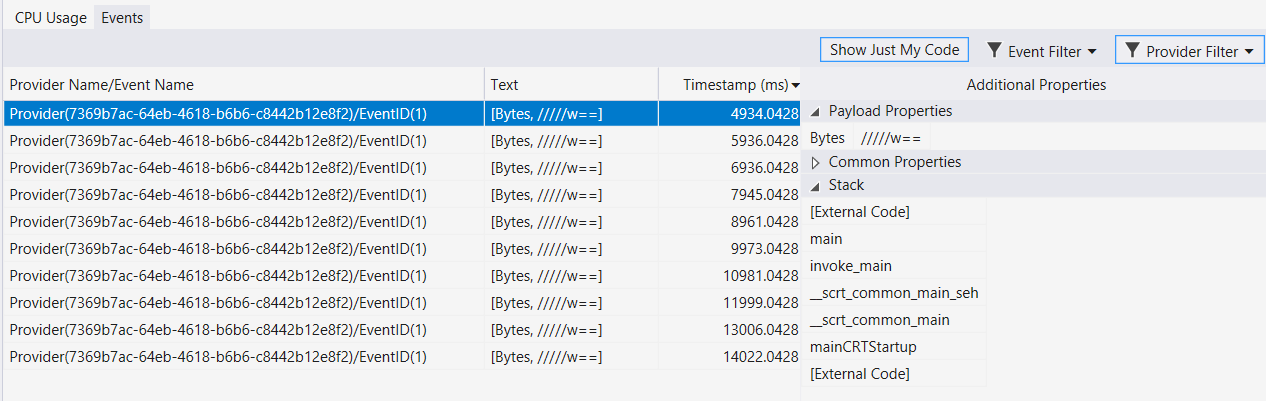 CPU Usage Events
Show Just My Code Event Filter Provider Filter
Provider Name/Event Name Text Timestamp (ms) Additional Properties
Provider(7369b7ac-64eb-4618-b6b6-c8442b12e8f2)/EventID(1) [Bytes, /////w==] 4934.0428 Payload Properties
Provider(7369b7ac-64eb-4618-b6b6-c8442b12e8f2)/EventID(1) [Bytes, /////w==] 5936.0428 Bytes /////w==
Provider(7369b7ac-64eb-4618-b6b6-c8442b12e8f2)/EventID(1) [Bytes, /////w==] 6936.0428 Common Properties
Provider(7369b7ac-64eb-4618-b6b6-c8442b12e8f2)/EventID(1) [Bytes, /////w==] 7945.0428 Stack
Provider(7369b7ac-64eb-4618-b6b6-c8442b12e8f2)/EventID(1) [Bytes, /////w==] 8961.0428 [External Code]
Provider(7369b7ac-64eb-4618-b6b6-c8442b12e8f2)/EventID(1) [Bytes, /////w==] 9973.0428 main
Provider(7369b7ac-64eb-4618-b6b6-c8442b12e8f2)/EventID(1) [Bytes, /////w==] 10981.0428 invoke_main
Provider(7369b7ac-64eb-4618-b6b6-c8442b12e8f2)/EventID(1) [Bytes, /////w==] 11999.0428 __scrt_common_main_seh
Provider(7369b7ac-64eb-4618-b6b6-c8442b12e8f2)/EventID(1) [Bytes, /////w==] 13006.0428 __scrt_common_main
Provider(7369b7ac-64eb-4618-b6b6-c8442b12e8f2)/EventID(1) [Bytes, /////w==] 14022.0428 mainCRTStartup
[External Code]